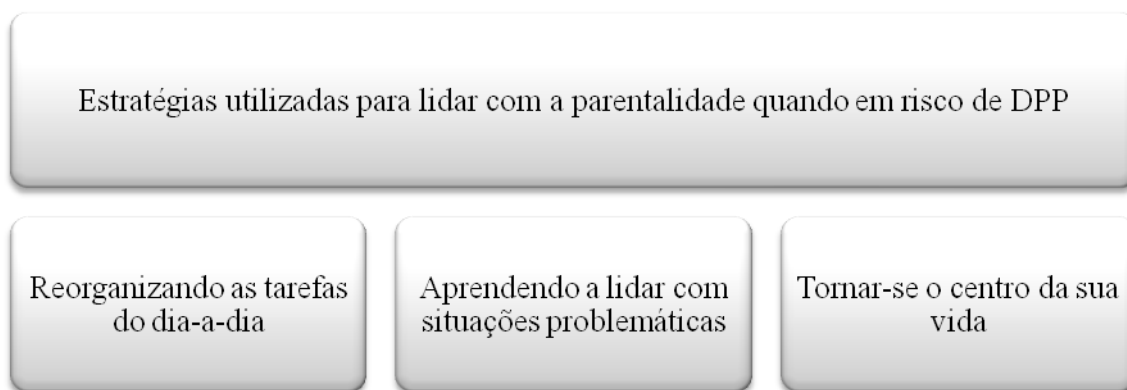 Estratégias utilizadas para lidar com a parentalidade quando em risco de DPP
Reorganizando as tarefas
do dia-a-dia
Aprendendo a lidar com
situações problemáticas
Tornar-se o centro da sua
vida